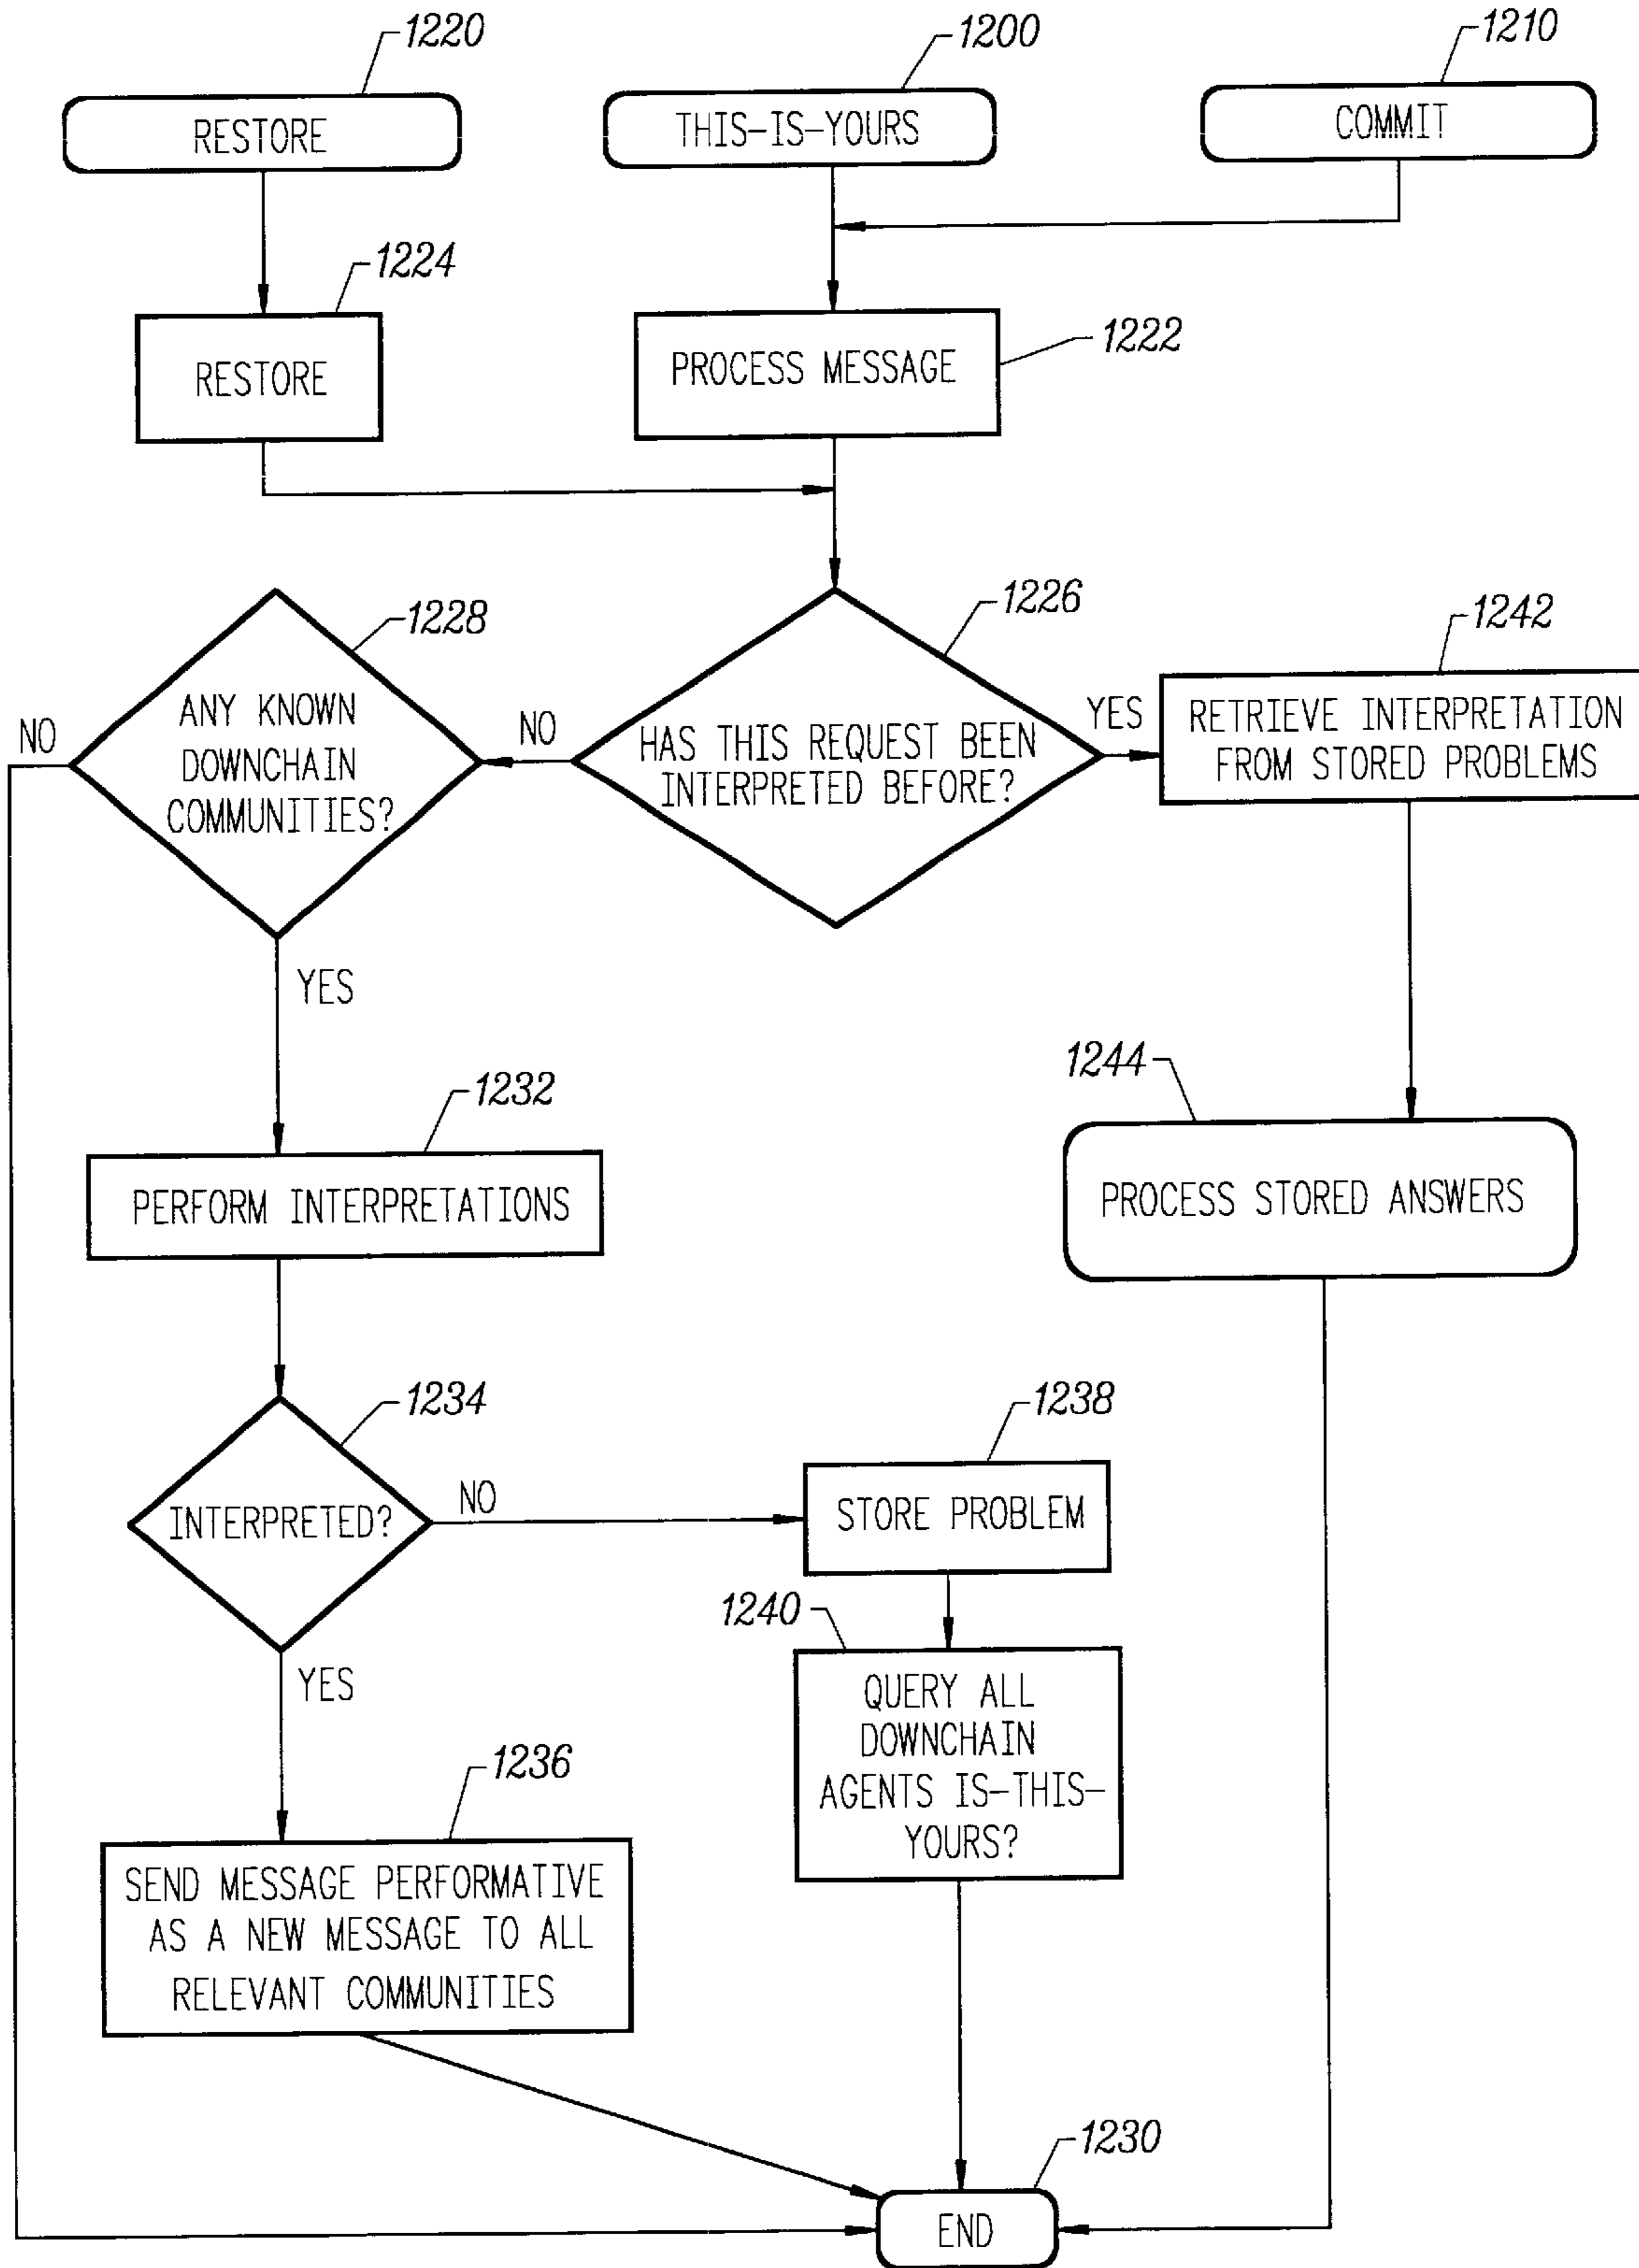 1220
1200
1210
RESTORE
THIS-IS-YOURS
COMMIT
1224
1222
RESTORE
PROCESS MESSAGE
1228
1226
1242
ANY KNOWN
DOWNCHAIN
COMMUNITIES?
NO
NO
HAS THIS REQUEST BEEN
INTERPRETED BEFORE?
YES
RETRIEVE INTERPRETATION
FROM STORED PROBLEMS
YES
1232
1244
PERFORM INTERPRETATIONS
PROCESS STORED ANSWERS
1234
1238
INTERPRETED?
NO
STORE PROBLEM
1240
YES
QUERY ALL
DOWNCHAIN
AGENTS IS-THIS-
YOURS?
1236
SEND MESSAGE PERFORMATIVE
AS A NEW MESSAGE TO ALL
RELEVANT COMMUNITIES
1230
END